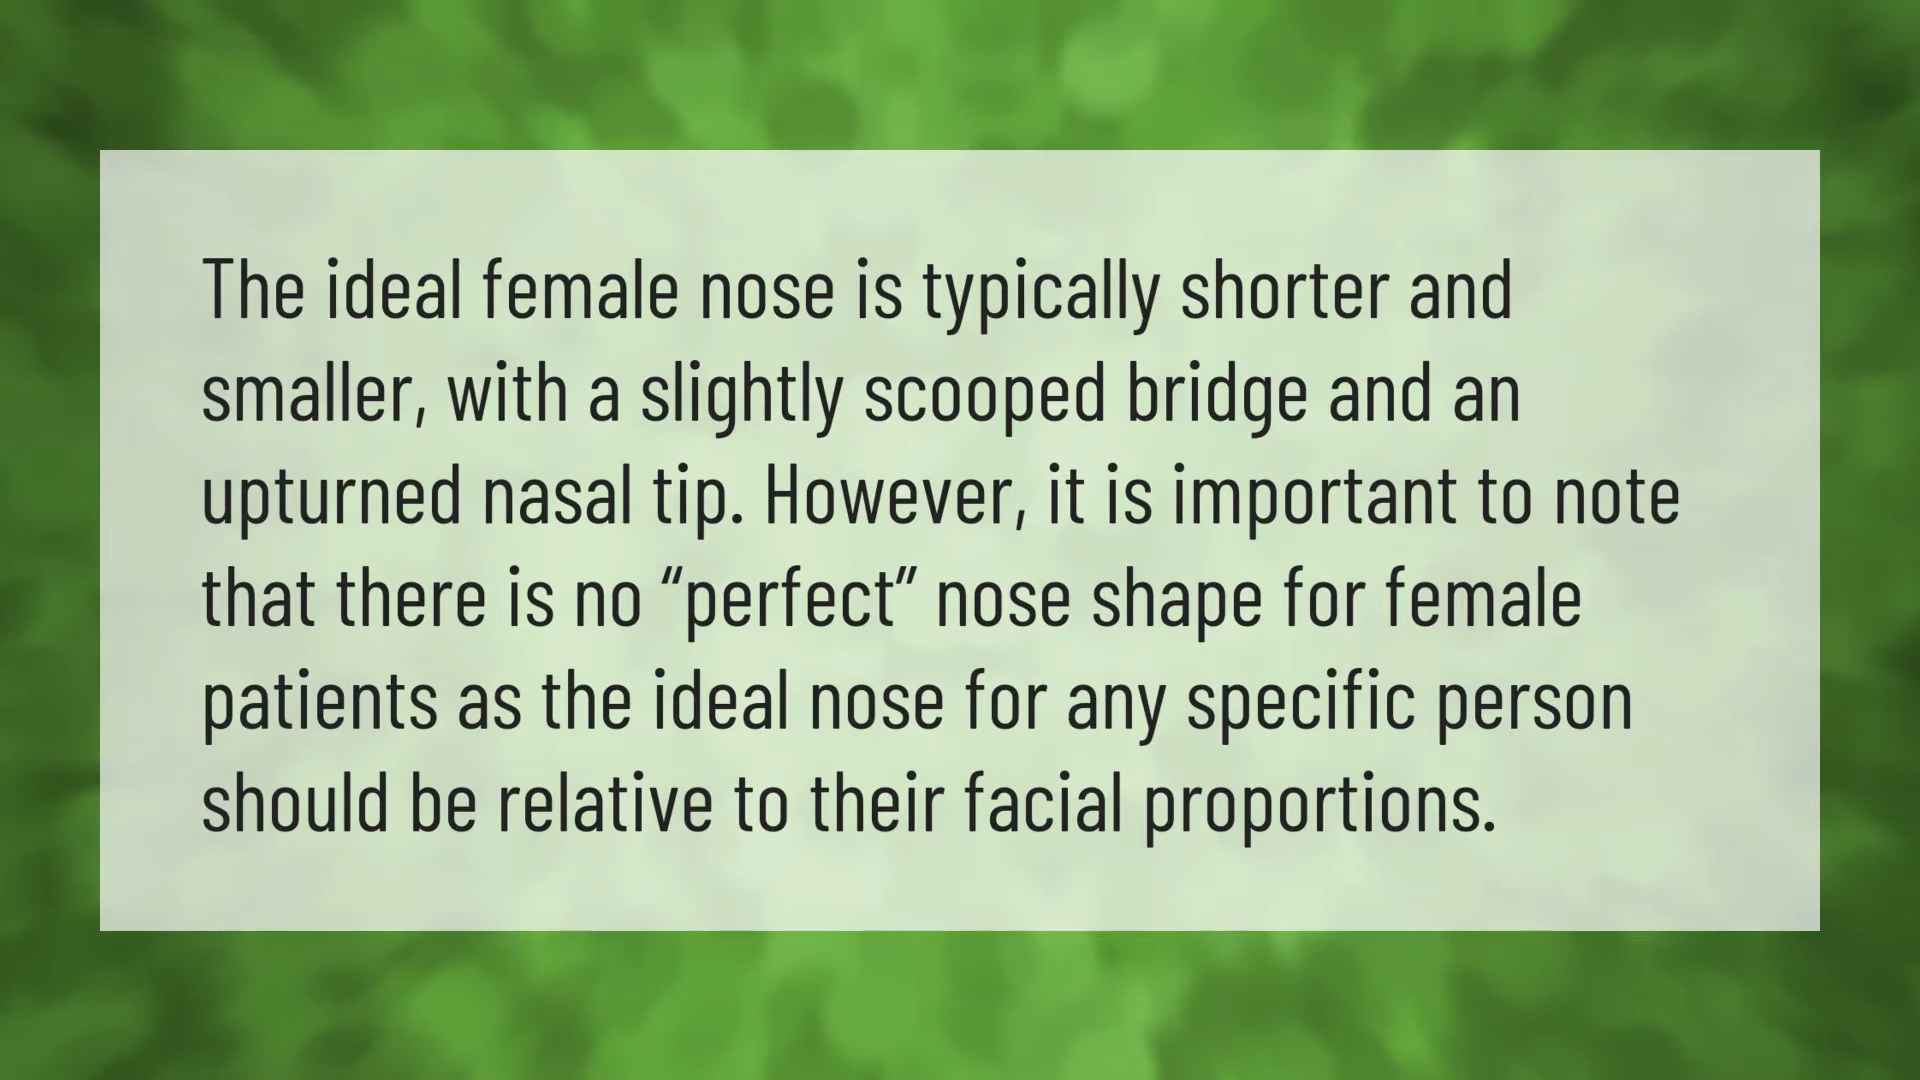 The ideal female nose is typically shorter and
smaller, with a slightly scooped bridge and an
upturned nasal tip. However, it is important to note
that there is no “perfect” nose shape for female
patients as the ideal nose for any specific person
should be relative to their facial proportions.